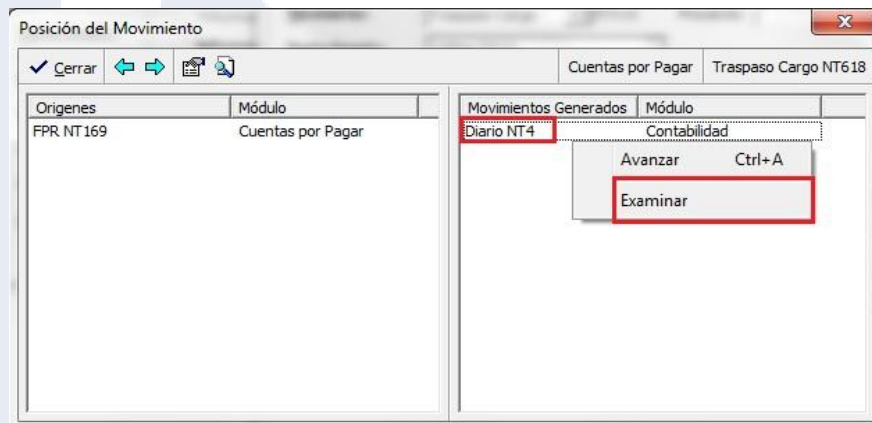 Posición del Movimiento
Cerrar
Cuentas por Pagar Traspaso Cargo NT618
Origenes Módulo
FPR NT169 Cuentas por Pagar
Movimientos Generados Módulo
Diario NT4 Contabilidad
Avanzar Ctrl+A
Examinar